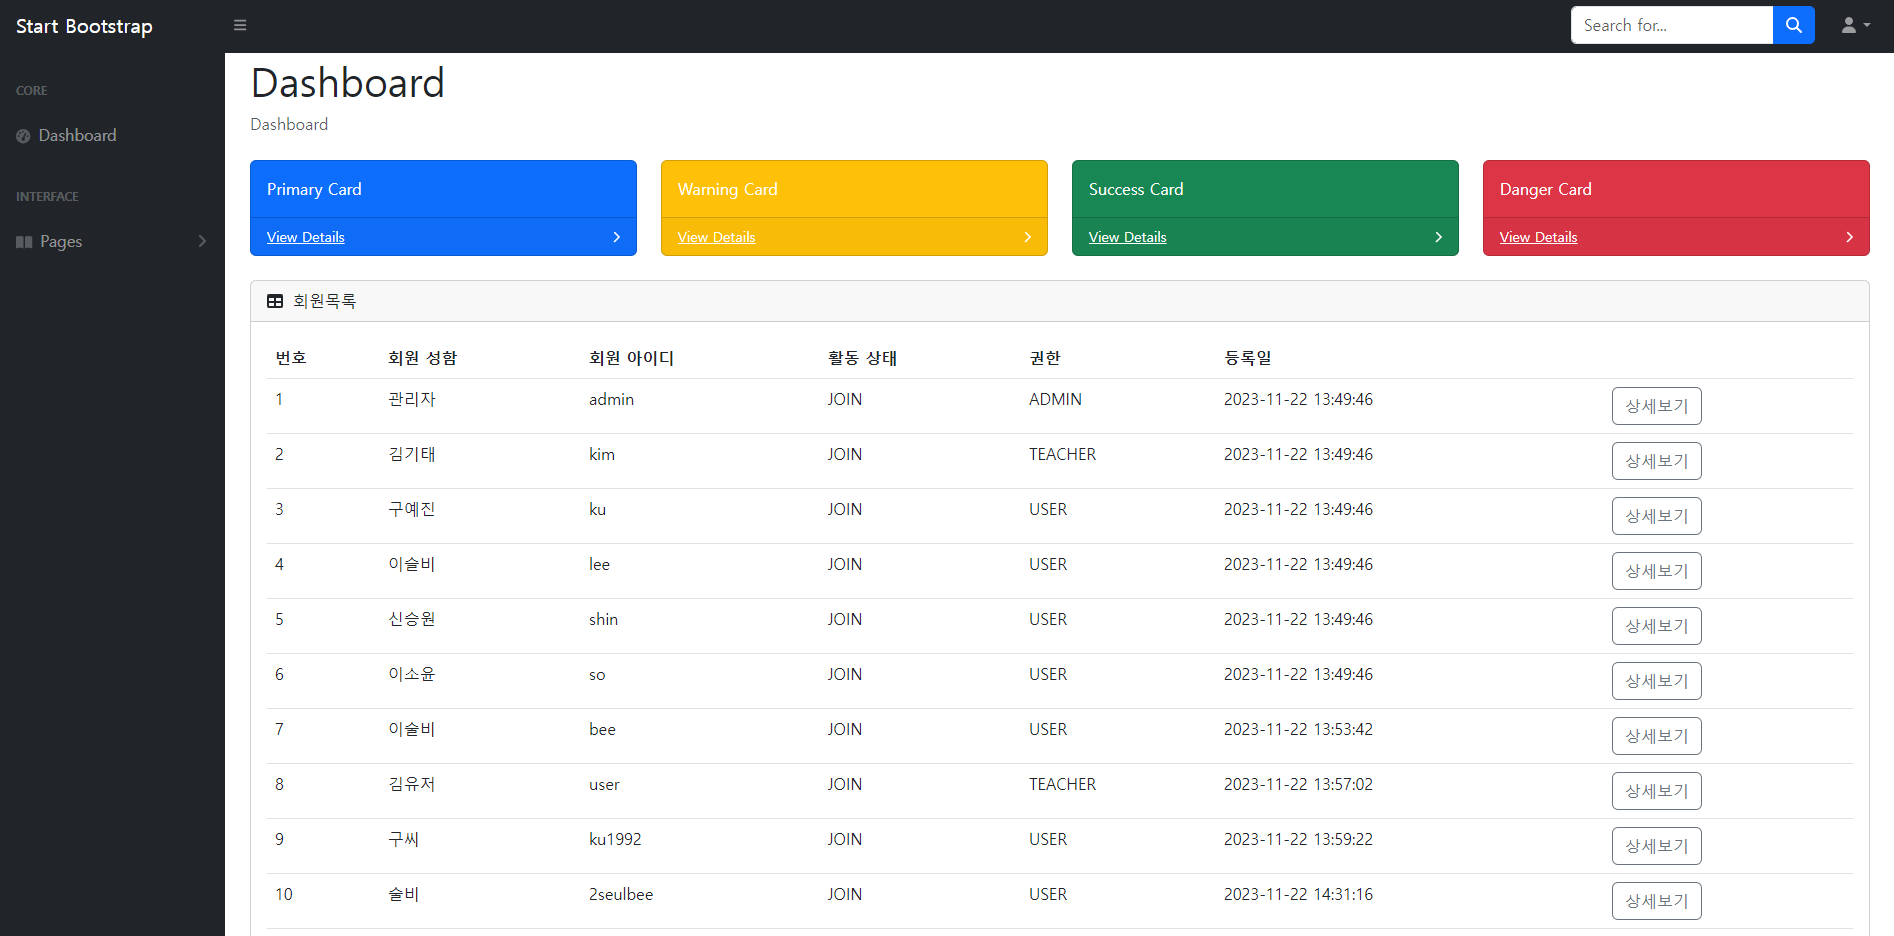 Start Bootstrap
Search for...
CORE
Dashboard
INTERFACE
Pages
Dashboard
Dashboard
Primary Card
View Details
Warning Card
View Details
Success Card
View Details
Danger Card
View Details
회원목록
번호 회원 성함 회원 아이디 활동 상태 권한 등록일
1 관리자 admin JOIN ADMIN 2023-11-22 13:49:46 상세보기
2 김기태 kim JOIN TEACHER 2023-11-22 13:49:46 상세보기
3 구예진 ku JOIN USER 2023-11-22 13:49:46 상세보기
4 이슬비 lee JOIN USER 2023-11-22 13:49:46 상세보기
5 신승원 shin JOIN USER 2023-11-22 13:49:46 상세보기
6 이소윤 so JOIN USER 2023-11-22 13:49:46 상세보기
7 이술비 bee JOIN USER 2023-11-22 13:53:42 상세보기
8 김유저 user JOIN TEACHER 2023-11-22 13:57:02 상세보기
9 구씨 ku1992 JOIN USER 2023-11-22 13:59:22 상세보기
10 술비 2seulbee JOIN USER 2023-11-22 14:31:16 상세보기